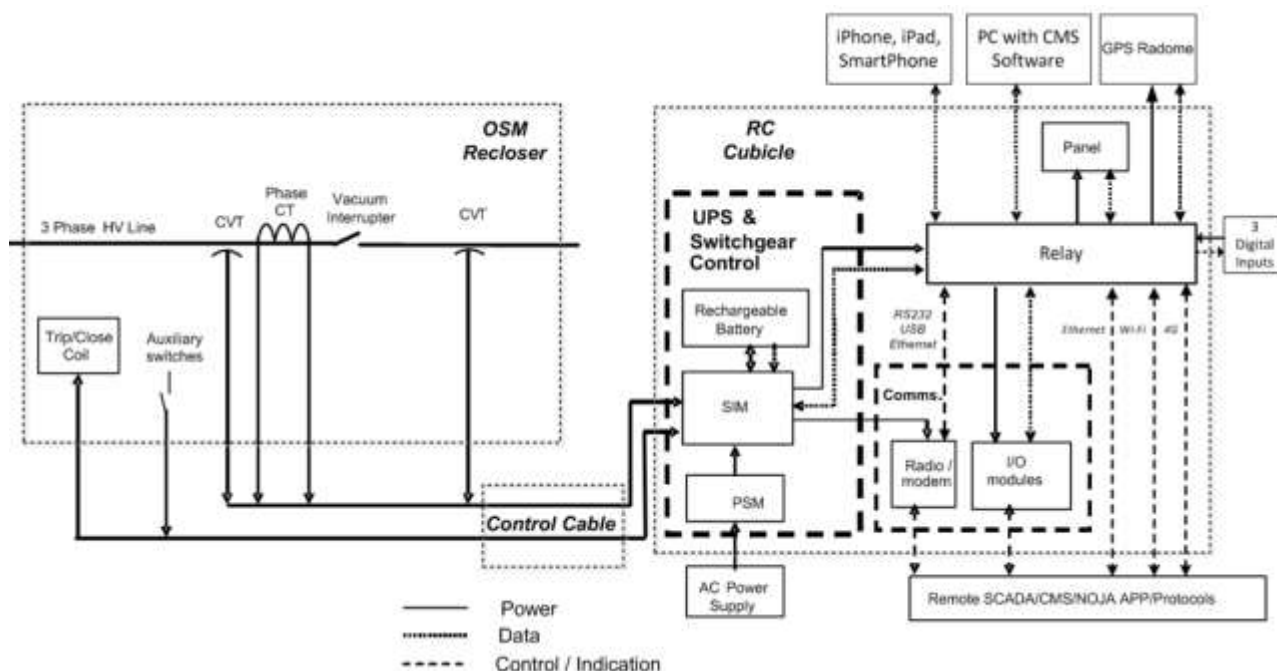 iPhone, iPad,
SmartPhone
PC with CMS
Software
GPS Radome
OSM
Recloser
RC
Cubicle
Panel
Phase
CT
Vacuum
Interrupter
CVT
CVT
3 Phase HV Line
UPS &
Switchgear
Control
Relay
3
Digital
Inputs
Rechargeable
Battery
RS232
USB
Ethernet
Ethernet
Wi-Fi
4G
Trip/Close
Coil
Auxiliary
switches
SIM
Comms.
Radio /
modem
I/O
modules
PSM
Control Cable
AC Power
Supply
Remote SCADA/CMS/NOJA APP/Protocols
Power
Data
Control / Indication